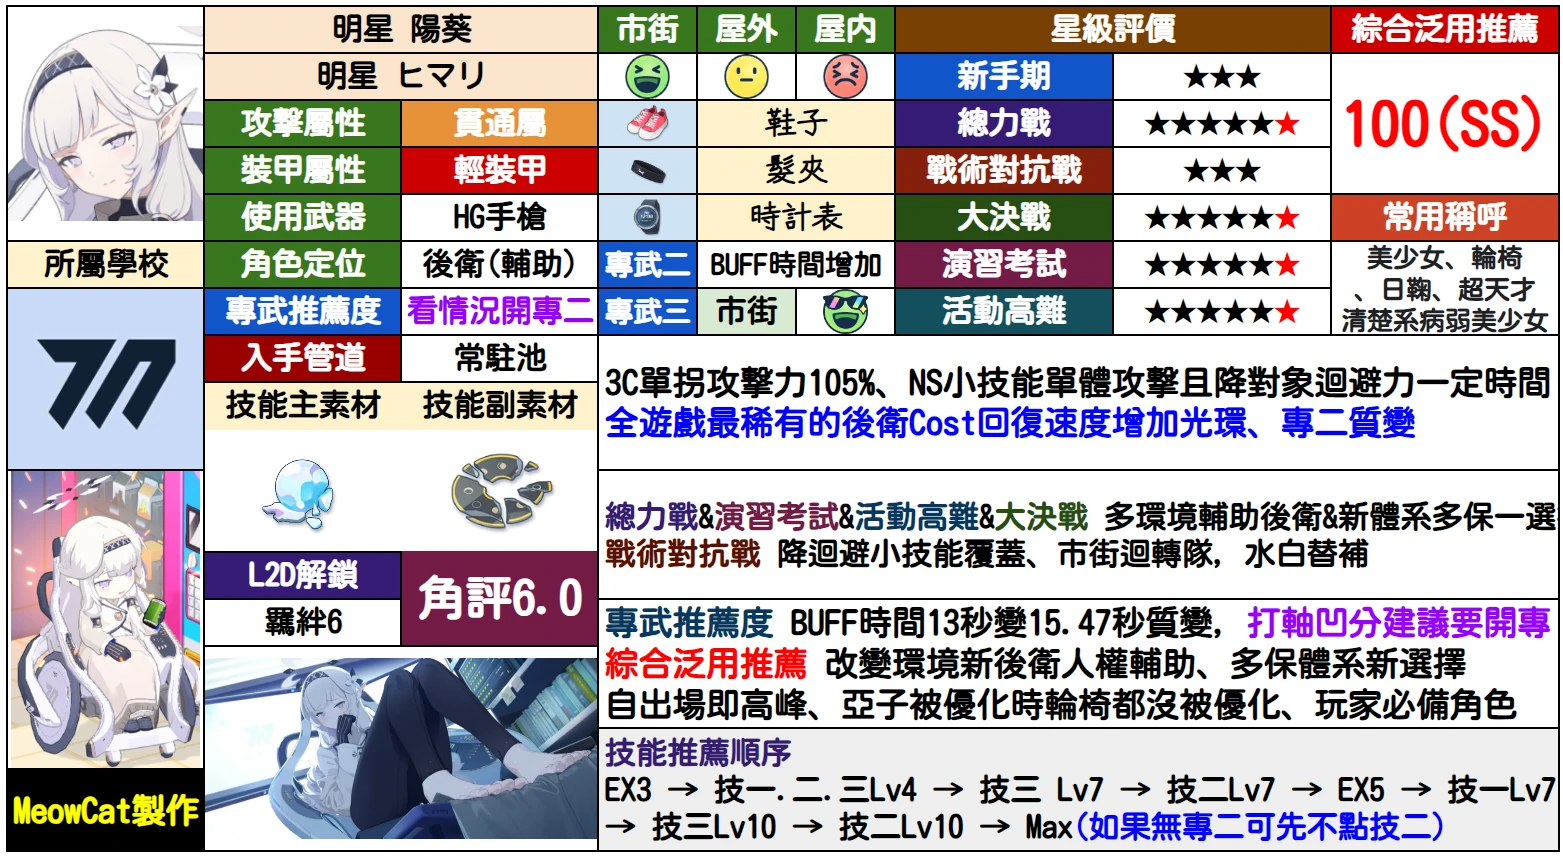 明星 陽葵
市街
屋外
屋内
星級評價
綜合泛用推薦
明星 ヒマリ
新手期
★★★
100(SS)
攻擊屬性
貫通屬
鞋子
總力戰
★★★★★★
裝甲屬性
輕裝甲
髮夾
戰術對抗戰
★★★
使用武器
HG手槍
時計表
大決戰
★★★★★★
常用稱呼
所屬學校
角色定位
後衛(輔助)
專武二
BUFF時間增加
演習考試
★★★★★★
美少女、輪椅
、日鞠、超天才
清楚系病弱美少女
專武推薦度
看情況開專二
專武三
市街
活動高難
★★★★★★
入手管道
常駐池
3C單拐攻擊力105%、NS小技能單體攻擊且降對象迴避力一定時間
全遊戲最稀有的後衛Cost回復速度增加光環、專二質變
技能主素材
技能副素材
總力戰&演習考試&活動高難&大決戰 多環境輔助後衛&新體系多保一選
戰術對抗戰 降迴避小技能覆蓋、市街迴轉隊, 水白替補
L2D解鎖
角評6.0
羈絆6
專武推薦度 BUFF時間13秒變15.47秒質變, 打軸凹分建議要開專
綜合泛用推薦 改變環境新後衛人權輔助、多保體系新選擇
自出場即高峰、亞子被優化時輪椅都沒被優化、玩家必備角色
技能推薦順序
EX3 → 技一.二.三Lv4 → 技三 Lv7 → 技二Lv7 → EX5 → 技一Lv7
→ 技三Lv10 → 技二Lv10 → Max(如果無專二可先不點技二)
MeowCat製作